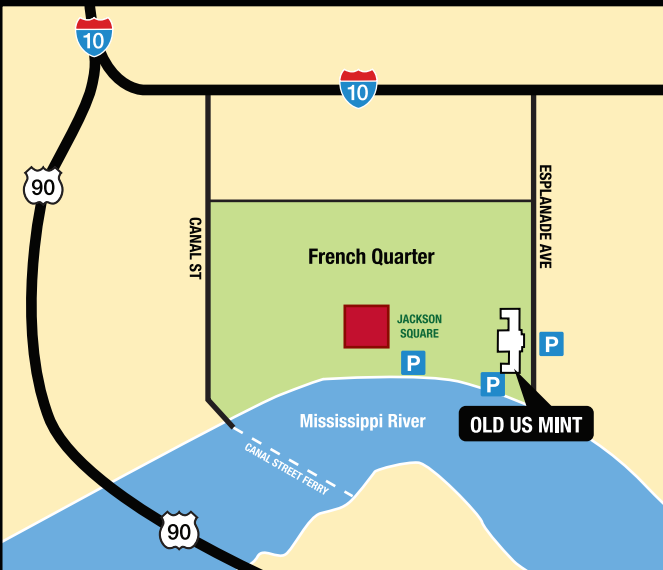 10
10
90
CANAL ST
ESPLANADE AVE
French Quarter
JACKSON
SQUARE
P
P
P
Mississippi River
OLD US MINT
CANAL STREET FERRY
90